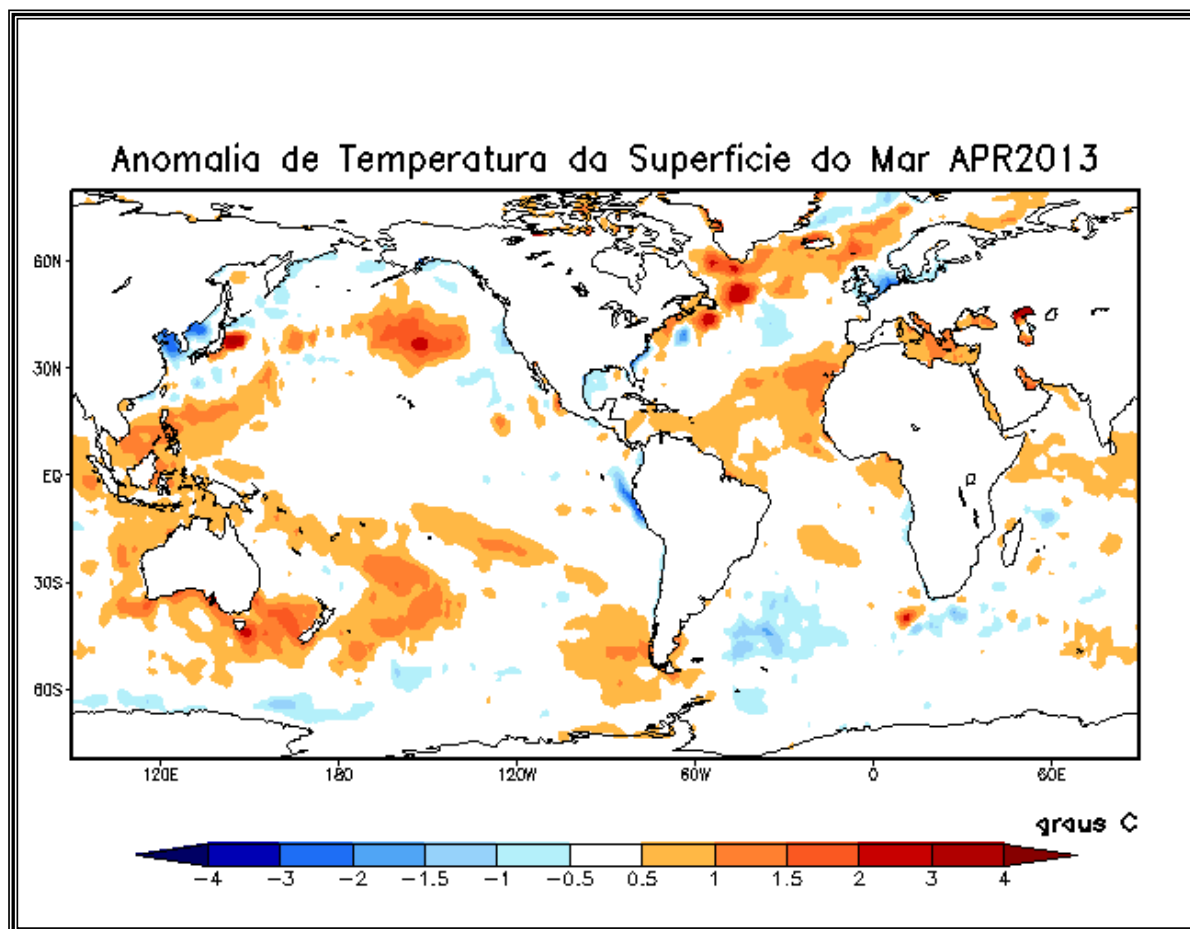 Anomalia de Temperatura da Superficie do Mar APR2013
60N
30N
EQ
30S
60S
120E 180 120W 60W 0 60E
graus C
−4 −3 −2 −1.5 −1 −0.5 0.5 1 1.5 2 3 4